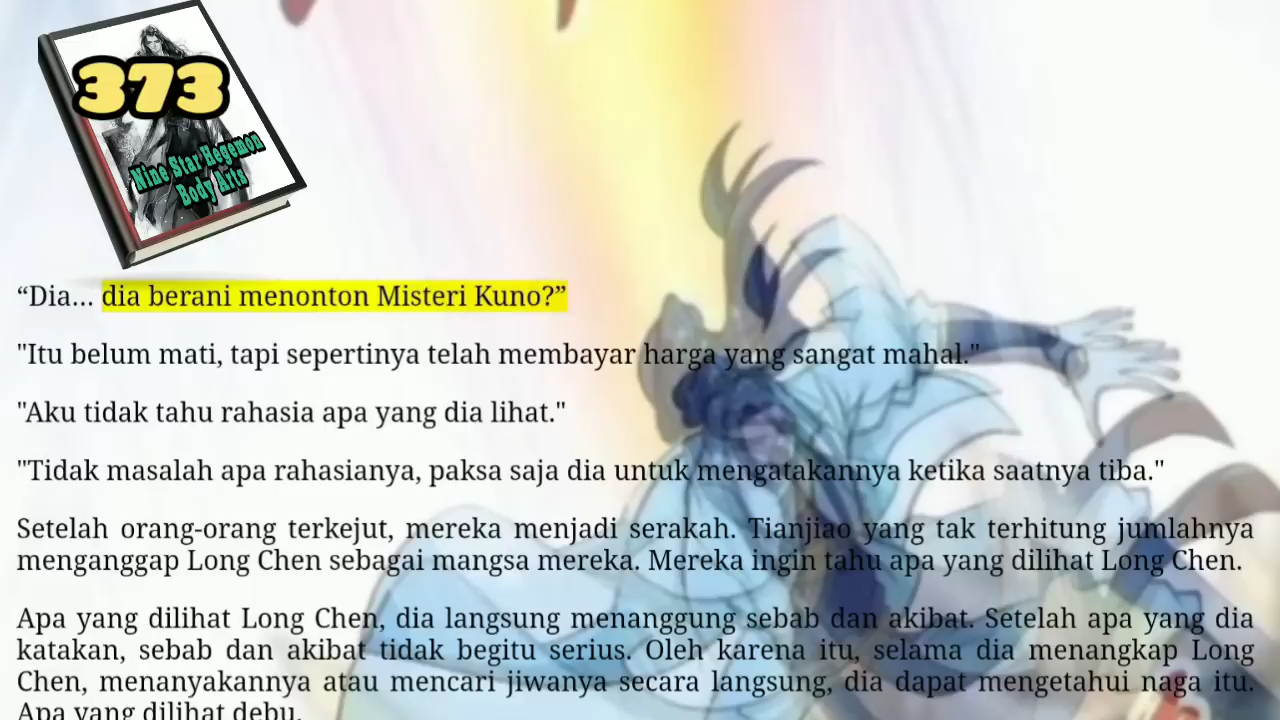 373
Nine Star Hegemon
Body Arts
“Dia... dia berani menonton Misteri Kuno?”
"Itu belum mati, tapi sepertinya telah membayar harga yang sangat mahal."
"Aku tidak tahu rahasia apa yang dia lihat."
"Tidak masalah apa rahasianya, paksa saja dia untuk mengatakannya ketika saatnya tiba."
Setelah orang-orang terkejut, mereka menjadi serakah. Tianjiao yang tak terhitung jumlahnya
menganggap Long Chen sebagai mangsa mereka. Mereka ingin tahu apa yang dilihat Long Chen.
Apa yang dilihat Long Chen, dia langsung menanggung sebab dan akibat. Setelah apa yang dia
katakan, sebab dan akibat tidak begitu serius. Oleh karena itu, selama dia menangkap Long
Chen, menanyakannya atau mencari jiwanya secara langsung, dia dapat mengetahui naga itu.
Apa yang dilihat debu.